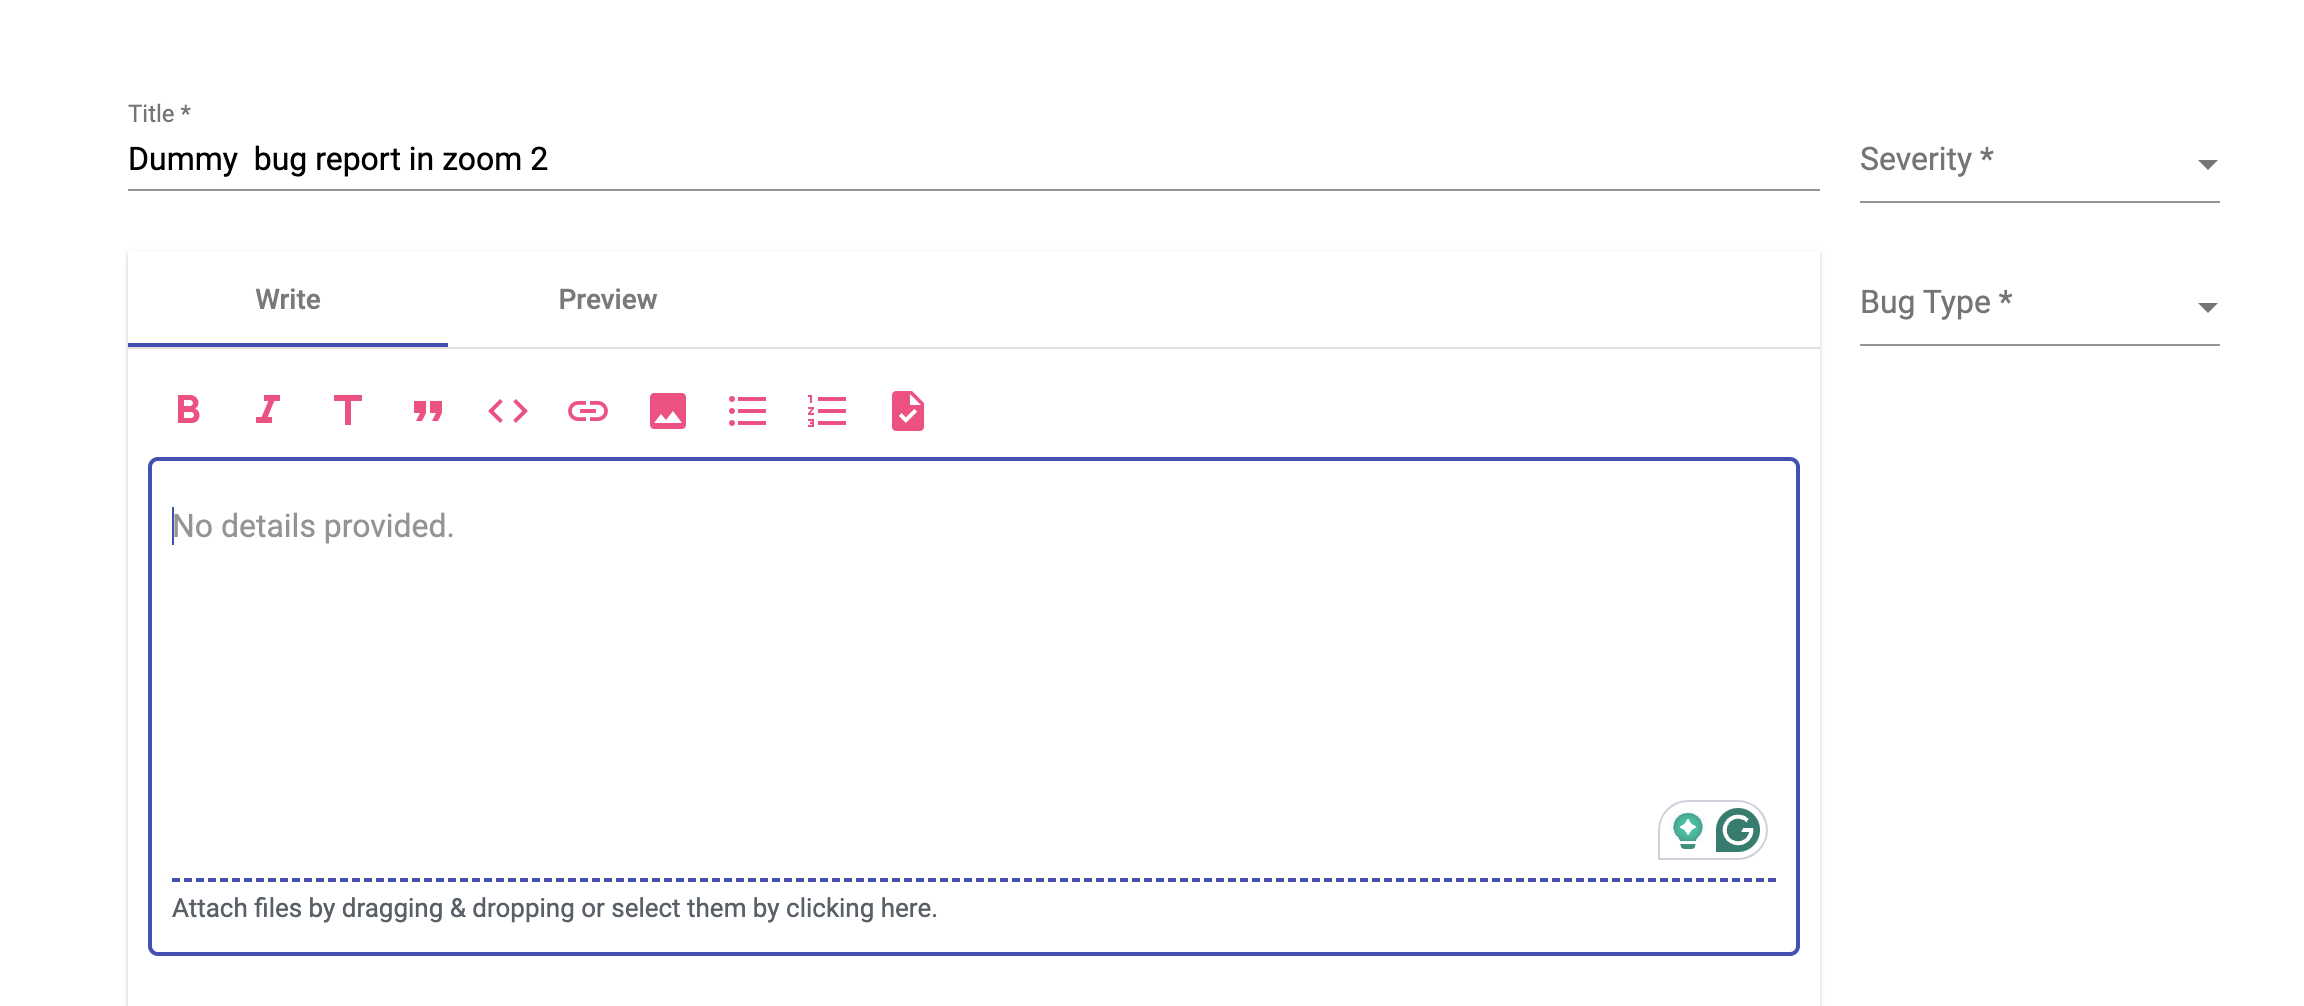 Title *
Dummy  bug report in zoom 2
Severity *
Write
Preview
Bug Type *
No details provided.
Attach files by dragging & dropping or select them by clicking here.